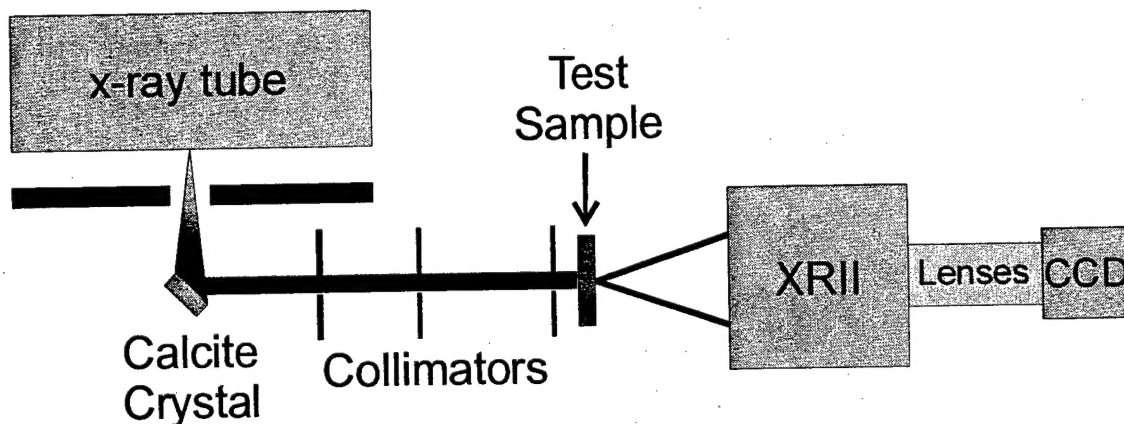 x-ray tube
Test
Sample
XRII
Lenses
CCD
Calcite
Crystal
Collimators